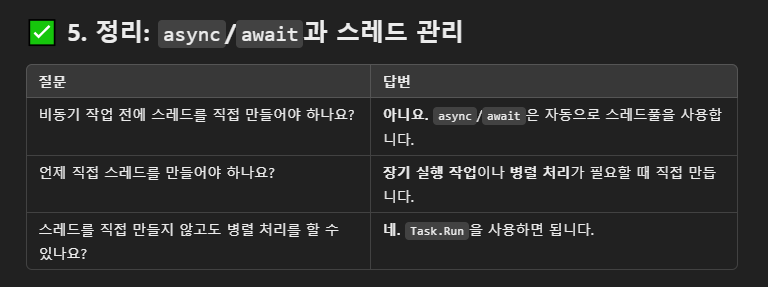 ✅ 5. 정리: async/await과 스레드 관리
질문 답변
비동기 작업 전에 스레드를 직접 만들어야 하나요? 아니요. async/await은 자동으로 스레드풀을 사용합
니다.
언제 직접 스레드를 만들어야 하나요? 장기 실행 작업이나 병렬 처리가 필요할 때 직접 만듭
니다.
스레드를 직접 만들지 않고도 병렬 처리를 할 수
있나요?
네. Task.Run을 사용하면 됩니다.